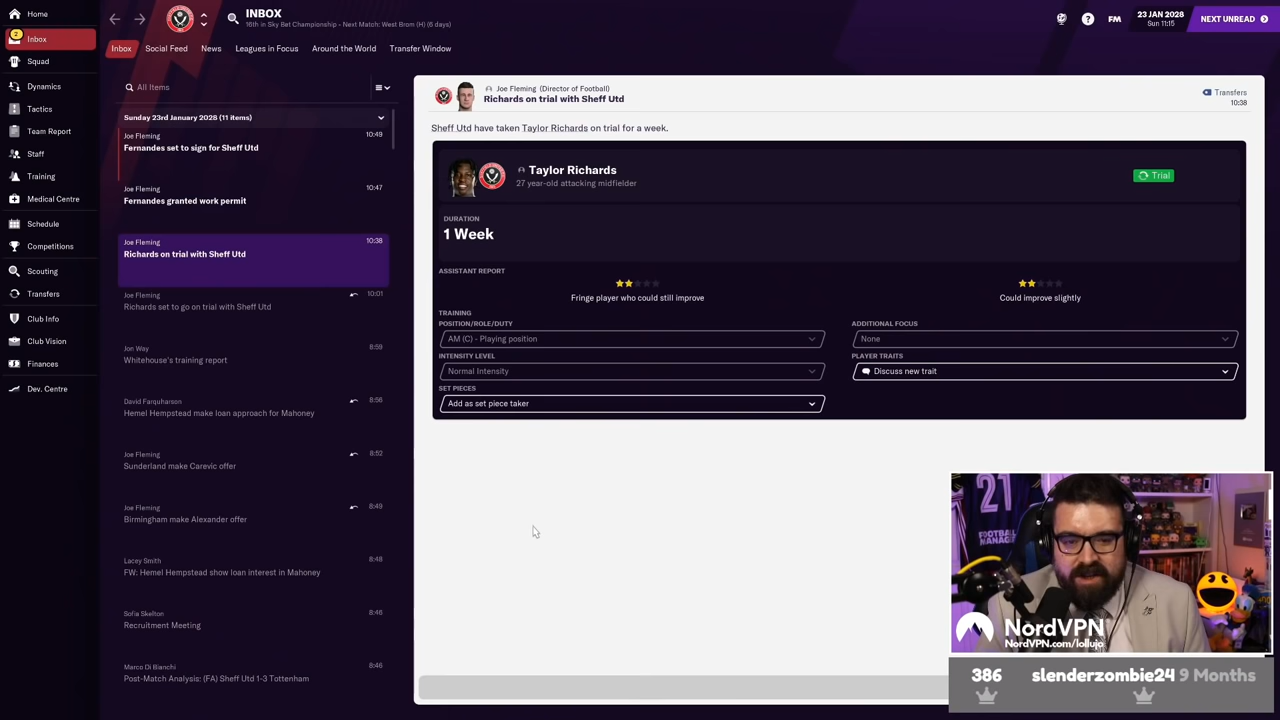 INBOX
16th in Sky Bet Championship - Next Match: West Brom (H) (6 days)
FM
23 JAN 2028
Sun 11:15
NEXT UNREAD
Home
2
Inbox
Squad
Dynamics
Tactics
Team Report
Staff
Training
Medical Centre
Schedule
Competitions
Scouting
Transfers
Club Info
Club Vision
Finances
Dev. Centre
Inbox
Social Feed
News
Leagues in Focus
Around the World
Transfer Window
All Items
Sunday 23rd January 2028 (11 items)
Joe Fleming 10:49
Fernandes set to sign for Sheff Utd
Joe Fleming 10:47
Fernandes granted work permit
Joe Fleming 10:38
Richards on trial with Sheff Utd
Joe Fleming 10:01
Richards set to go on trial with Sheff Utd
Jon Way 8:59
Whitehouse's training report
David Farquharson 8:56
Hemel Hempstead make loan approach for Mahoney
Joe Fleming 8:52
Sunderland make Carevic offer
Joe Fleming 8:49
Birmingham make Alexander offer
Lacey Smith 8:48
FW: Hemel Hempstead show loan interest in Mahoney
Sofia Skelton 8:46
Recruitment Meeting
Marco Di Bianchi 8:46
Post-Match Analysis: (FA) Sheff Utd 1-3 Tottenham
Joe Fleming (Director of Football)
Richards on trial with Sheff Utd
Transfers
10:38
Sheff Utd have taken Taylor Richards on trial for a week.
Taylor Richards
27 year-old attacking midfielder
Trial
DURATION
1 Week
ASSISTANT REPORT
Fringe player who could still improve
Could improve slightly
TRAINING
POSITION/ROLE/DUTY
AM (C) - Playing position
ADDITIONAL FOCUS
None
INTENSITY LEVEL
Normal Intensity
PLAYER TRAITS
Discuss new trait
SET PIECES
Add as set piece taker
21
FOOTBALL
MANAGER
NordVPN
NordVPN.com/lollujo
386 slenderzombie24 9 Months